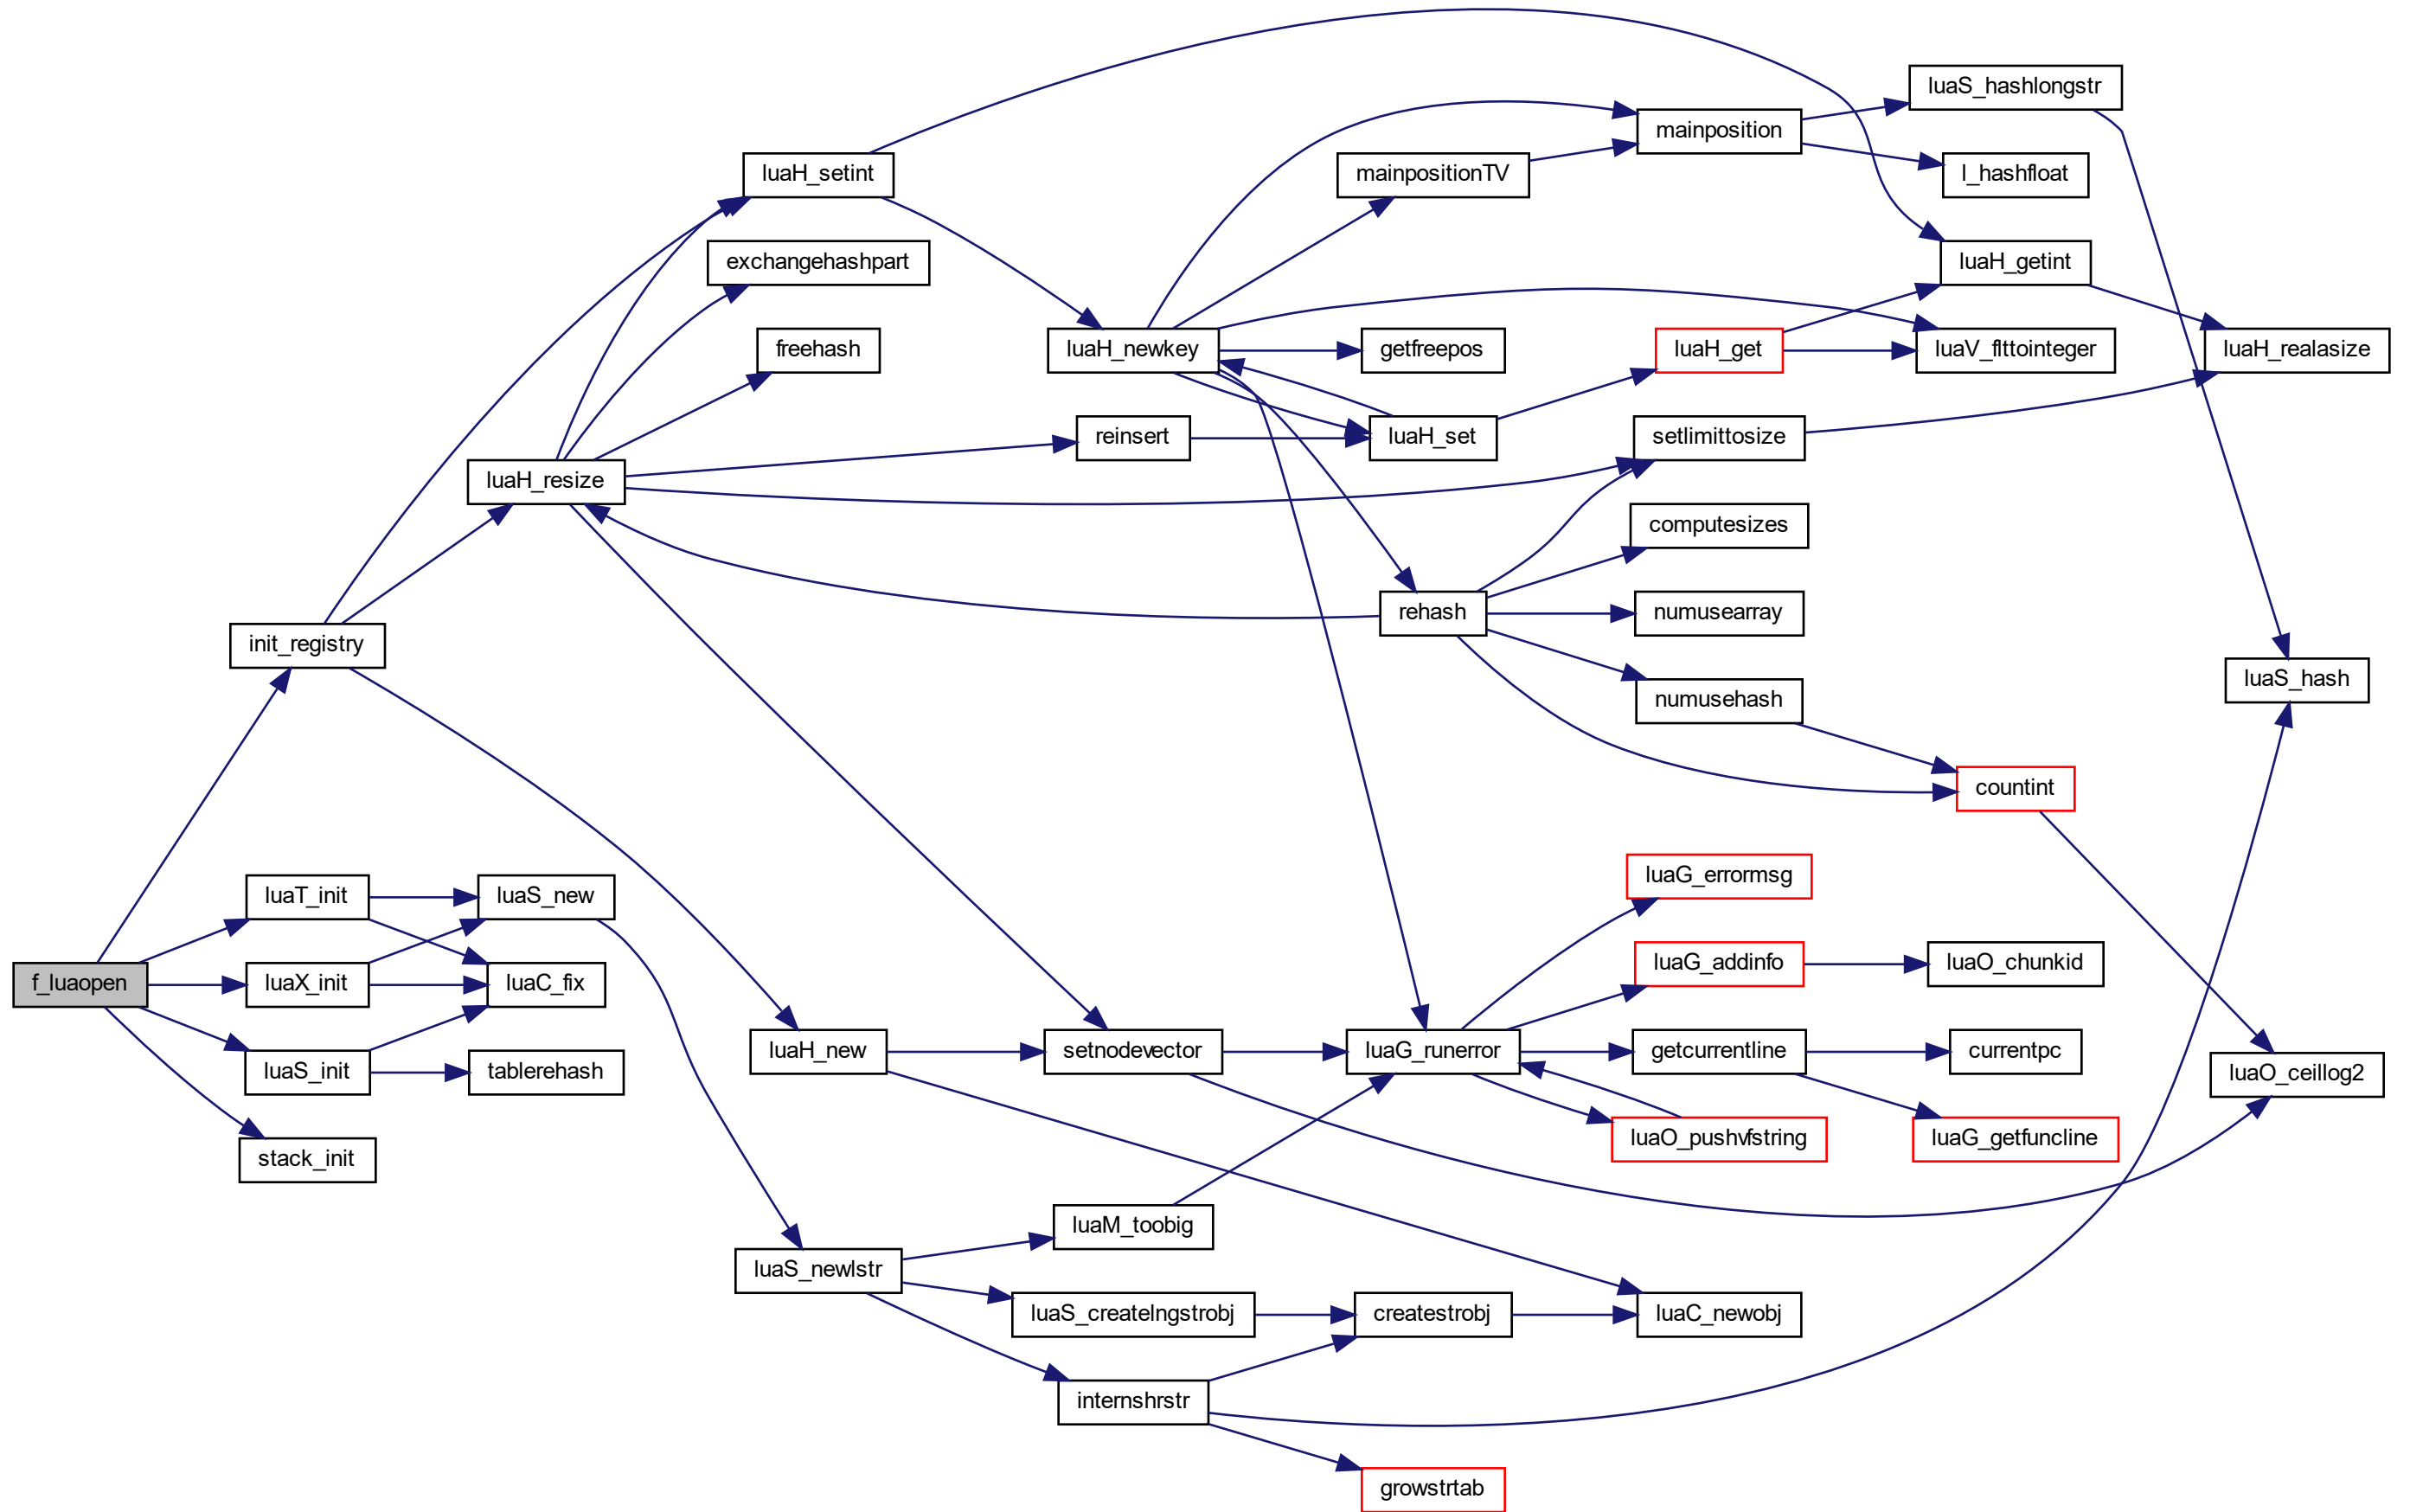 luaS_hashlongstr
mainposition
luaH_setint
mainpositionTV
l_hashfloat
exchangehashpart
luaH_getint
freehash
luaH_newkey
getfreepos
luaH_get
luaV_flttointeger
luaH_realasize
reinsert
luaH_set
setlimittosize
luaH_resize
computesizes
rehash
numusearray
init_registry
luaS_hash
numusehash
countint
luaG_errormsg
luaT_init
luaS_new
f_luaopen
luaX_init
luaC_fix
luaG_addinfo
luaO_chunkid
luaS_init
tablerehash
luaH_new
setnodevector
luaG_runerror
getcurrentline
currentpc
luaO_ceillog2
stack_init
luaO_pushvfstring
luaG_getfuncline
luaM_toobig
luaS_newlstr
luaS_createlngstrobj
createstrobj
luaC_newobj
internshrstr
growstrtab